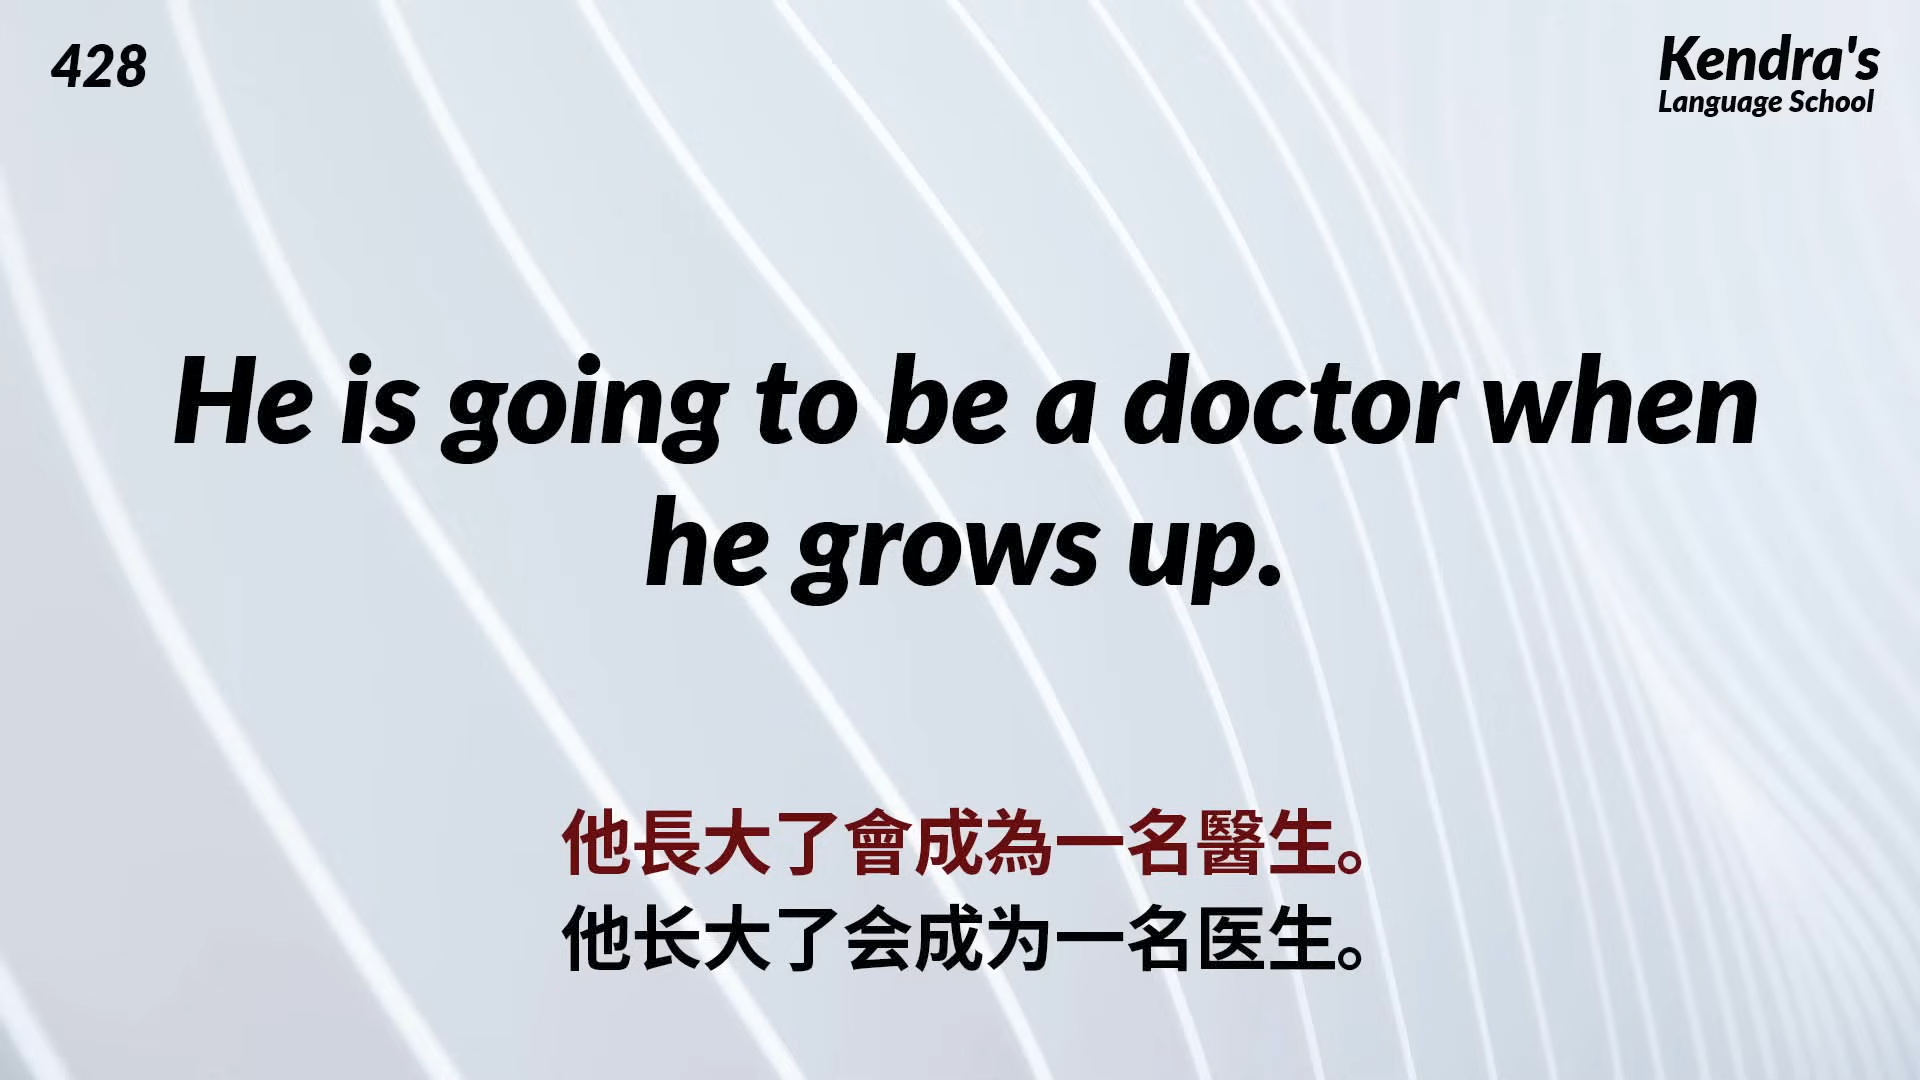 428
Kendra's
Language School
He is going to be a doctor when
he grows up.
他長大了會成為一名醫生。
他长大了会成为一名医生。